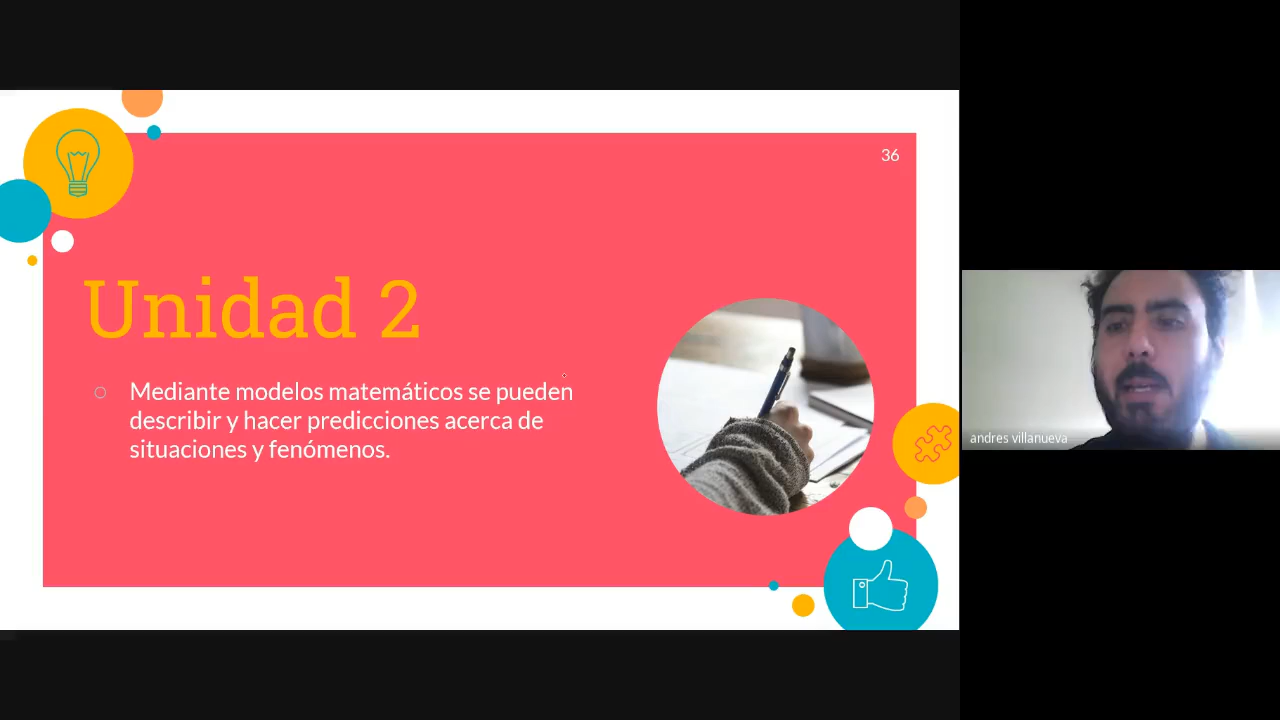 36
Unidad 2
Mediante modelos matemáticos se pueden
describir y hacer predicciones acerca de
situaciones y fenómenos.
andres villanueva